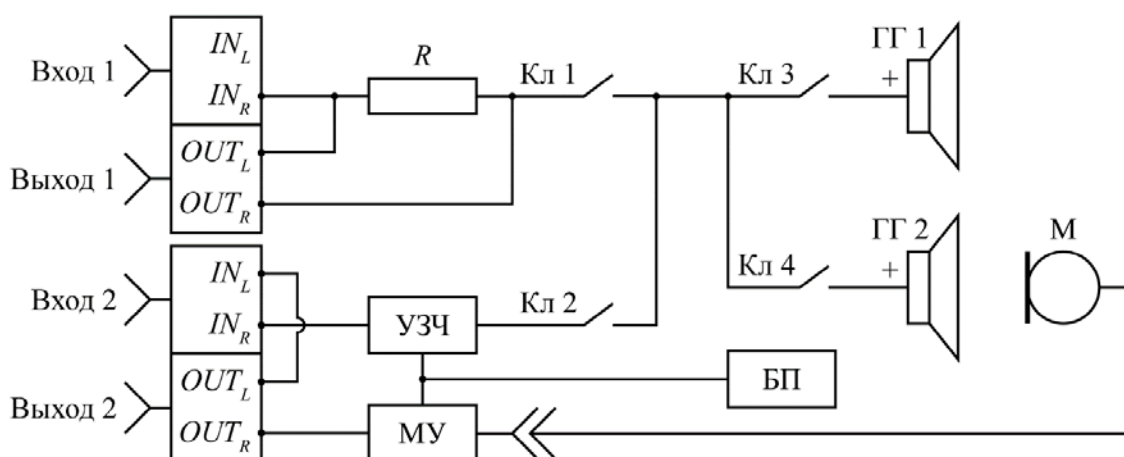 Вход 1
IN_L
IN_R
Выход 1
OUT_L
OUT_R
R
Кл 1
Кл 3
ГГ 1
+
Вход 2
IN_L
IN_R
Выход 2
OUT_L
OUT_R
УЗЧ
МУ
Кл 2
Кл 4
ГГ 2
+
М
БП